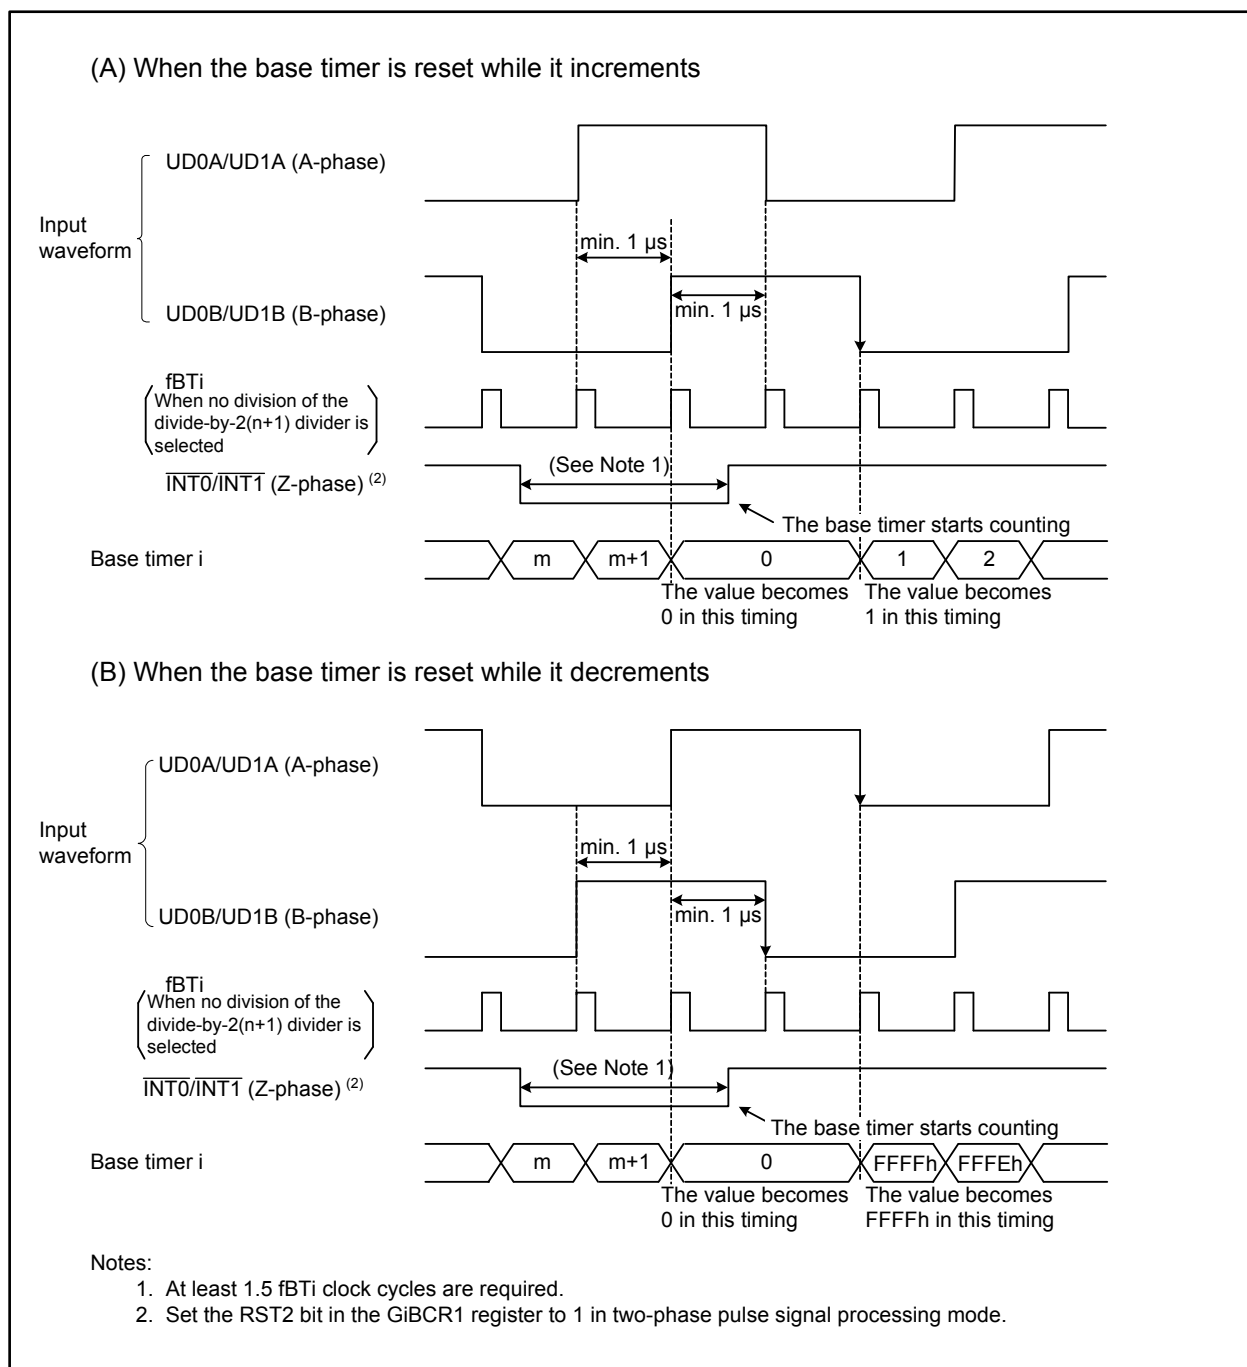 (A) When the base timer is reset while it increments
UD0A/UD1A (A-phase)
Input
waveform
min. 1 µs
UD0B/UD1B (B-phase)
min. 1 µs
fBTi
When no division of the
divide-by-2(n+1) divider is
selected
(See Note 1)
INT0/INT1 (Z-phase) (2)
The base timer starts counting
Base timer i
m
m+1
0
1
2
The value becomes
0 in this timing
The value becomes
1 in this timing
(B) When the base timer is reset while it decrements
UD0A/UD1A (A-phase)
Input
waveform
min. 1 µs
UD0B/UD1B (B-phase)
min. 1 µs
fBTi
When no division of the
divide-by-2(n+1) divider is
selected
(See Note 1)
INT0/INT1 (Z-phase) (2)
The base timer starts counting
Base timer i
m
m+1
0
FFFFh
FFFEh
The value becomes
0 in this timing
The value becomes
FFFFh in this timing
Notes:
1. At least 1.5 fBTi clock cycles are required.
2. Set the RST2 bit in the GiBCR1 register to 1 in two-phase pulse signal processing mode.